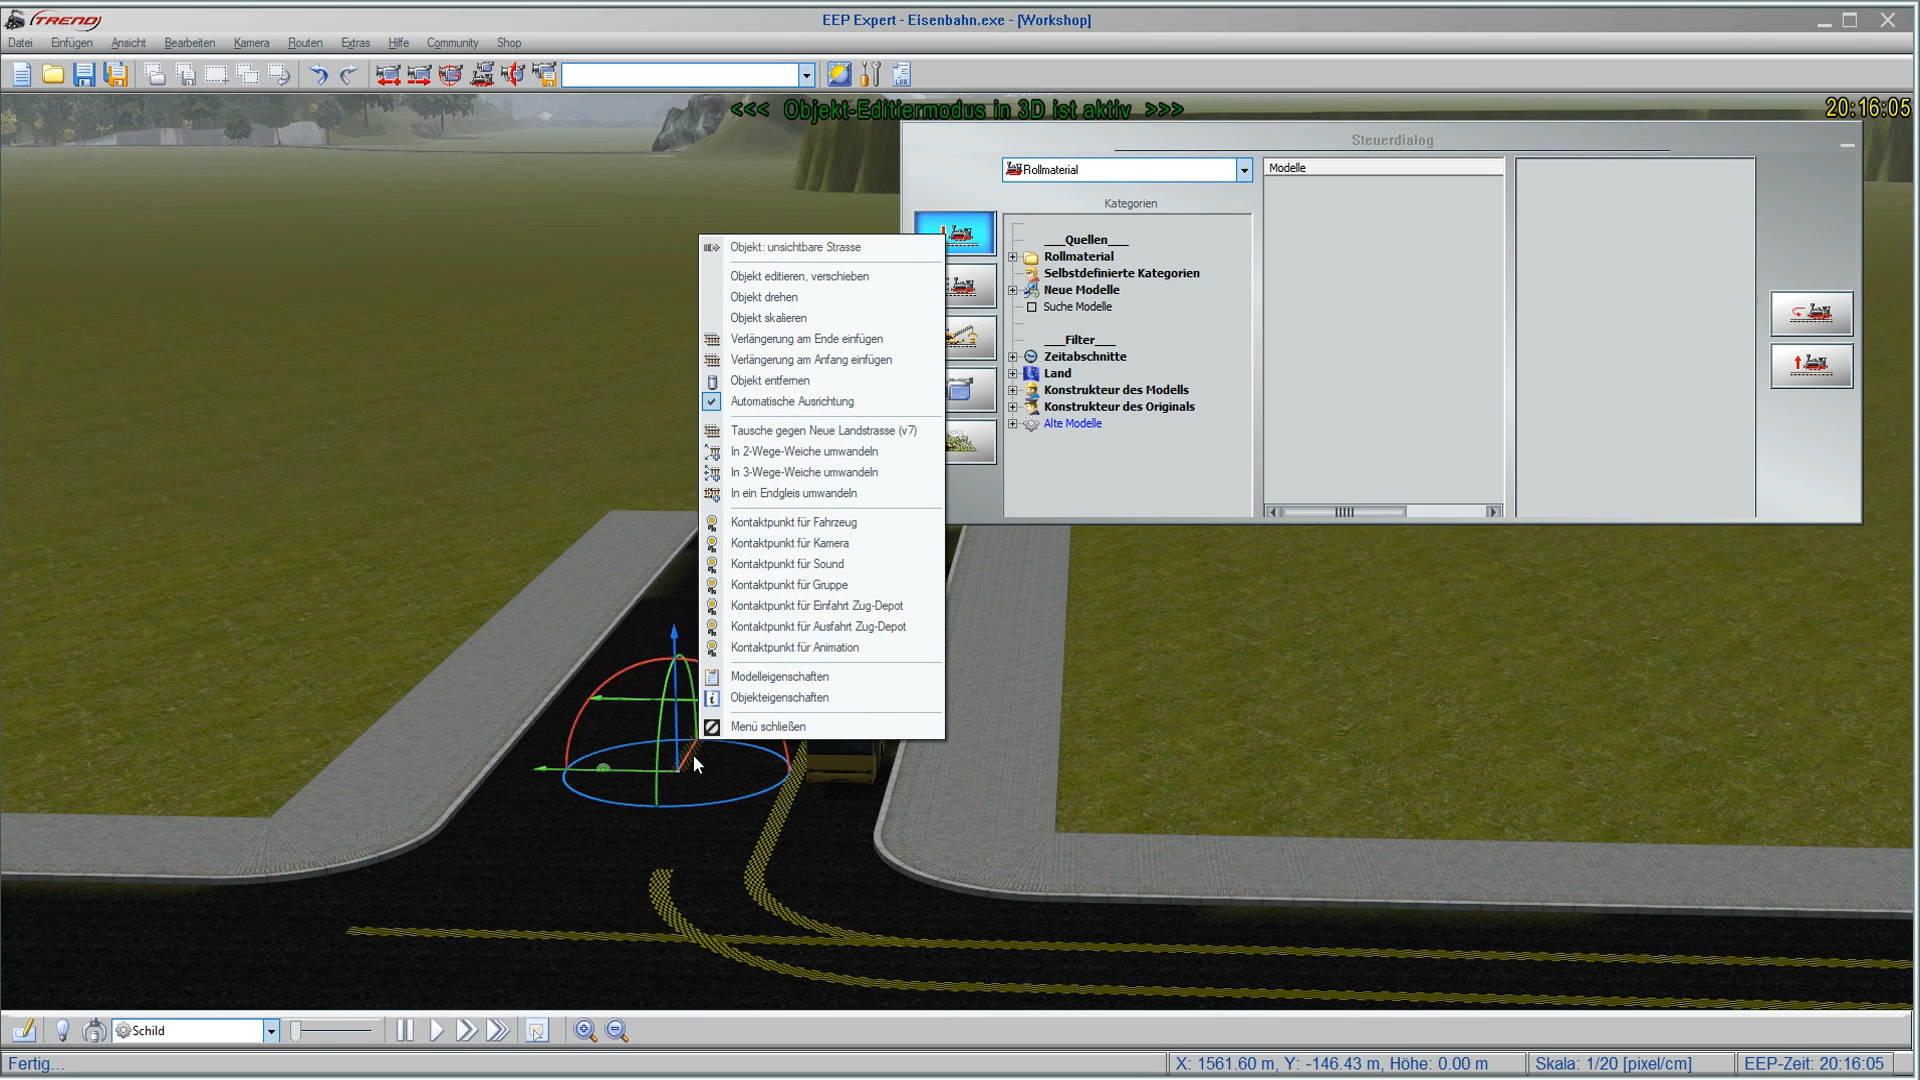 TREND
EEP Expert - Eisenbahn.exe - [Workshop]
Datei Einfügen Ansicht Bearbeiten Kamera Routen Extras Hilfe Community Shop
LUA
<<< Objekt-Editiermodus in 3D ist aktiv >>>
20:16:05
Steuerdialog
Rollmaterial
Modelle
Kategorien
___Quellen___
Rollmaterial
Selbstdefinierte Kategorien
Neue Modelle
Suche Modelle
___Filter___
Zeitabschnitte
Land
Konstrukteur des Modells
Konstrukteur des Originals
Alte Modelle
Objekt: unsichtbare Strasse
Objekt editieren, verschieben
Objekt drehen
Objekt skalieren
Verlängerung am Ende einfügen
Verlängerung am Anfang einfügen
Objekt entfernen
Automatische Ausrichtung
Tausche gegen Neue Landstrasse (v7)
In 2-Wege-Weiche umwandeln
In 3-Wege-Weiche umwandeln
In ein Endgleis umwandeln
Kontaktpunkt für Fahrzeug
Kontaktpunkt für Kamera
Kontaktpunkt für Sound
Kontaktpunkt für Gruppe
Kontaktpunkt für Einfahrt Zug-Depot
Kontaktpunkt für Ausfahrt Zug-Depot
Kontaktpunkt für Animation
Modelleigenschaften
Objekteigenschaften
Menü schließen
Schild
Fertig...
X: 1561.60 m, Y: -146.43 m, Höhe: 0.00 m
Skala: 1/20 [pixel/cm]
EEP-Zeit: 20:16:05